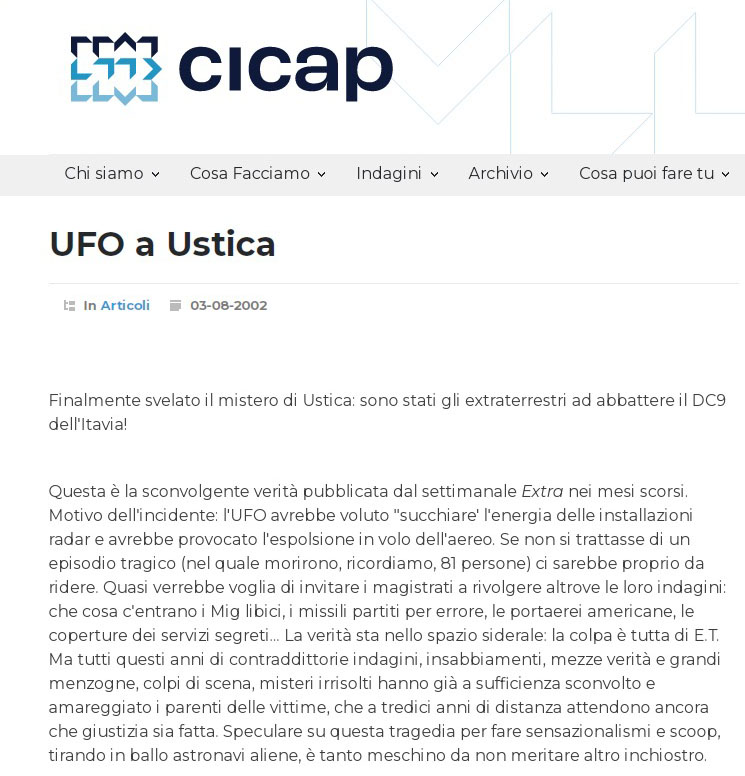 cicap
Chi siamo Cosa Facciamo Indagini Archivio Cosa puoi fare tu
UFO a Ustica
In Articoli 03-08-2002
Finalmente svelato il mistero di Ustica: sono stati gli extraterrestri ad abbattere il DC9
dell'Itavia!
Questa è la sconvolgente verità pubblicata dal settimanale Extra nei mesi scorsi.
Motivo dell'incidente: l'UFO avrebbe voluto "succhiare' l'energia delle installazioni
radar e avrebbe provocato l'espolsione in volo dell'aereo. Se non si trattasse di un
episodio tragico (nel quale morirono, ricordiamo, 81 persone) ci sarebbe proprio da
ridere. Quasi verrebbe voglia di invitare i magistrati a rivolgere altrove le loro indagini:
che cosa c'entrano i Mig libici, i missili partiti per errore, le portaerei americane, le
coperture dei servizi segreti... La verità sta nello spazio siderale: la colpa è tutta di E.T.
Ma tutti questi anni di contraddittorie indagini, insabbiamenti, mezze verità e grandi
menzogne, colpi di scena, misteri irrisolti hanno già a sufficienza sconvolto e
amareggiato i parenti delle vittime, che a tredici anni di distanza attendono ancora
che giustizia sia fatta. Speculare su questa tragedia per fare sensazionalismi e scoop,
tirando in ballo astronavi aliene, è tanto meschino da non meritare altro inchiostro.